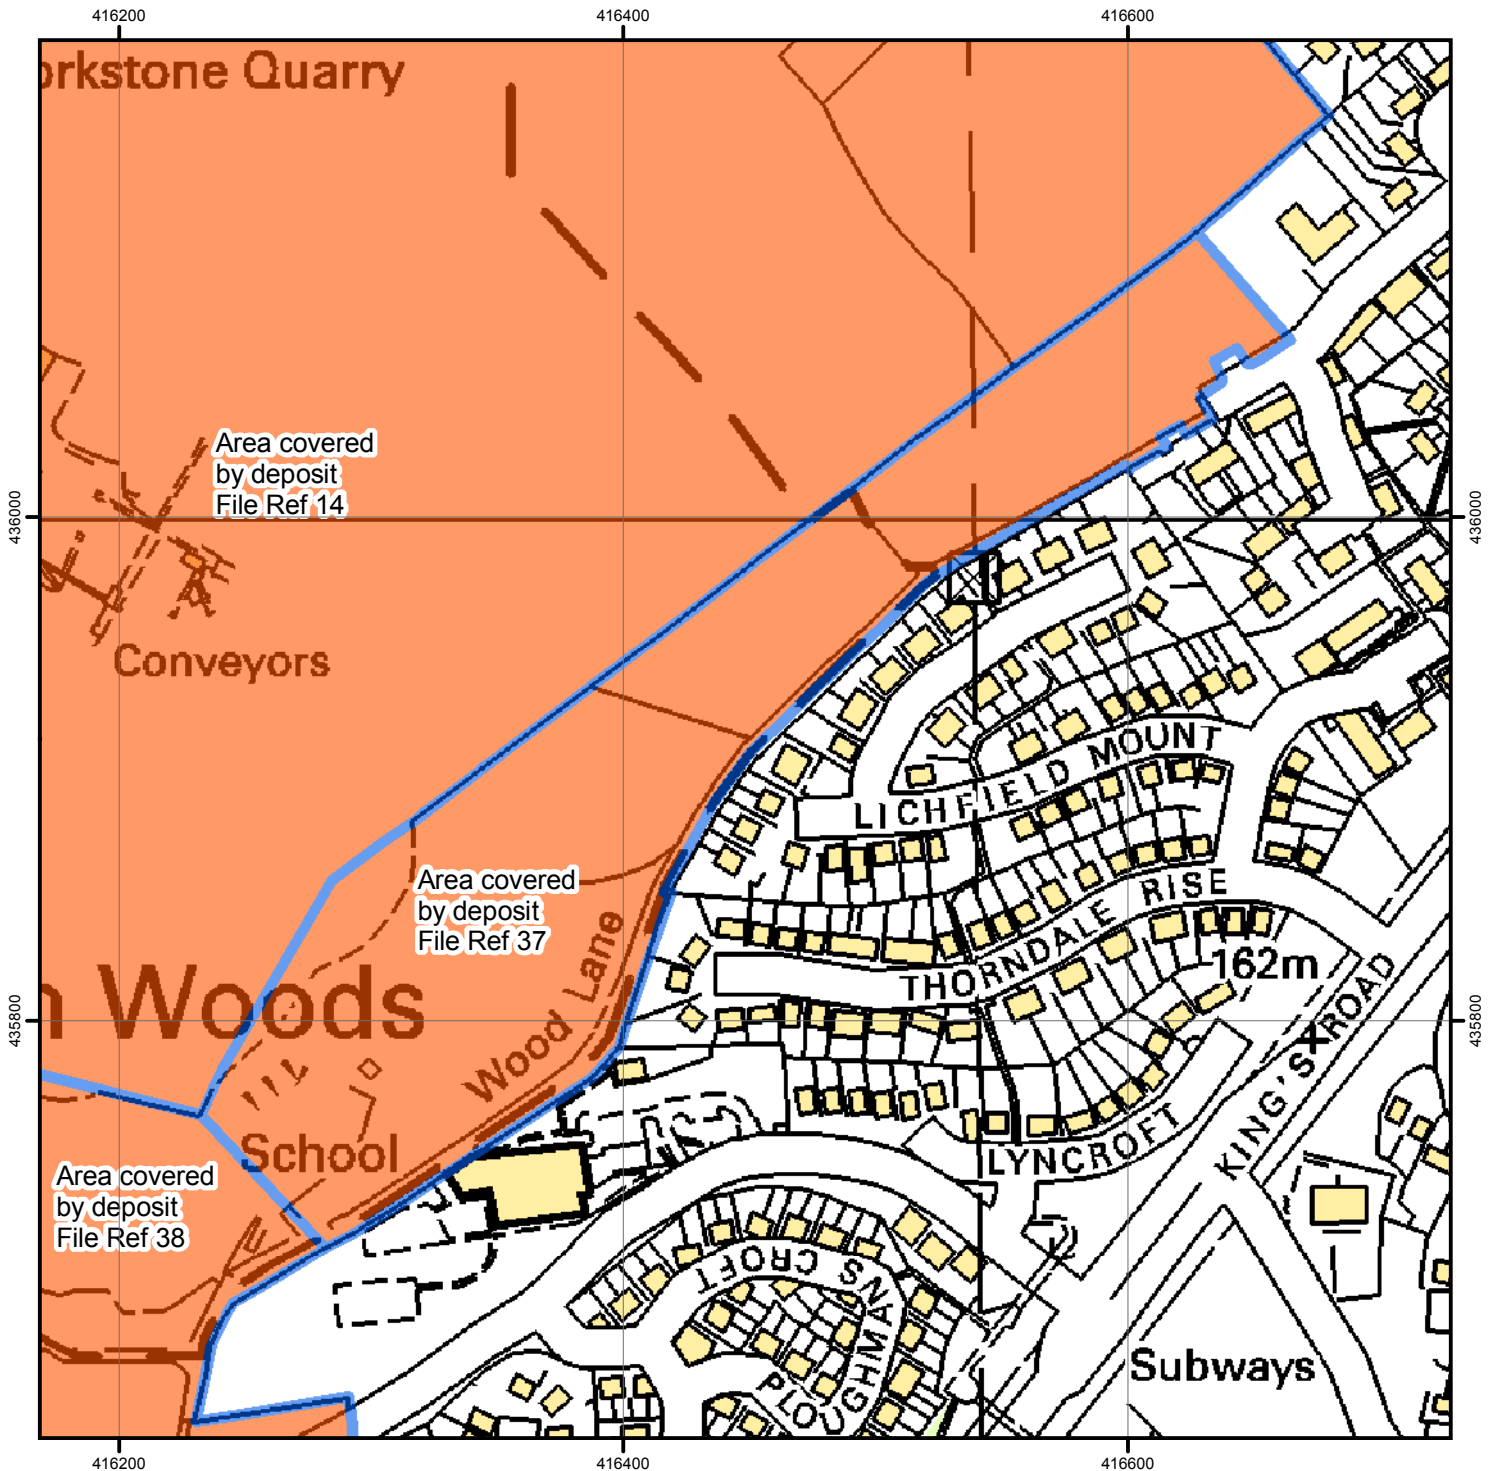 416200
416400
416600
orkstone Quarry
Area covered
by deposit
File Ref 14
436000
436000
Conveyors
LICHFIELD MOUNT
Area covered
by deposit
File Ref 37
THORNDALE RISE
162m
n Woods
Wood Lane
KING'S ROAD
435800
435800
School
LYNCROFT
Area covered
by deposit
File Ref 38
PLOUGHMANS CROFT
Subways
416200
416400
416600